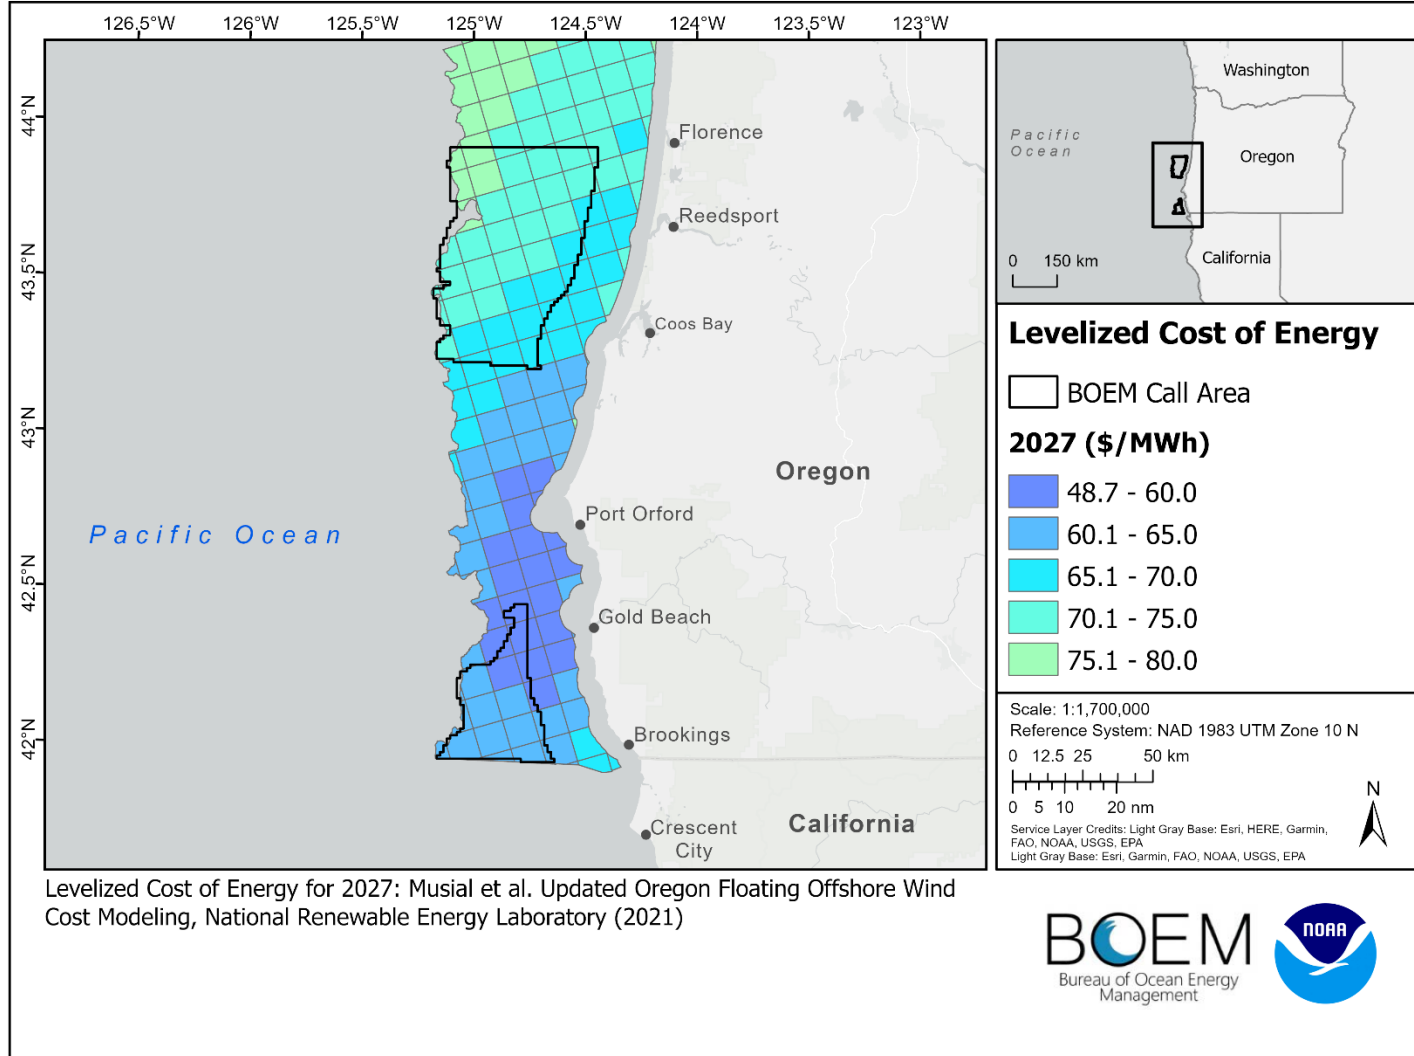 126.5°W 126°W 125.5°W 125°W 124.5°W 124°W 123.5°W 123°W
44°N
43.5°N
43°N
42.5°N
42°N
Florence
Reedsport
Coos Bay
Oregon
Port Orford
Pacific Ocean
Gold Beach
Brookings
California
Crescent
City
Washington
Pacific
Ocean
Oregon
California
0 150 km
Levelized Cost of Energy
BOEM Call Area
2027 ($/MWh)
48.7 - 60.0
60.1 - 65.0
65.1 - 70.0
70.1 - 75.0
75.1 - 80.0
Scale: 1:1,700,000
Reference System: NAD 1983 UTM Zone 10 N
0 12.5 25 50 km
0 5 10 20 nm
N
Service Layer Credits: Light Gray Base: Esri, HERE, Garmin,
FAO, NOAA, USGS, EPA
Light Gray Base: Esri, Garmin, FAO, NOAA, USGS, EPA
Levelized Cost of Energy for 2027: Musial et al. Updated Oregon Floating Offshore Wind
Cost Modeling, National Renewable Energy Laboratory (2021)
BOEM
Bureau of Ocean Energy
Management
NOAA